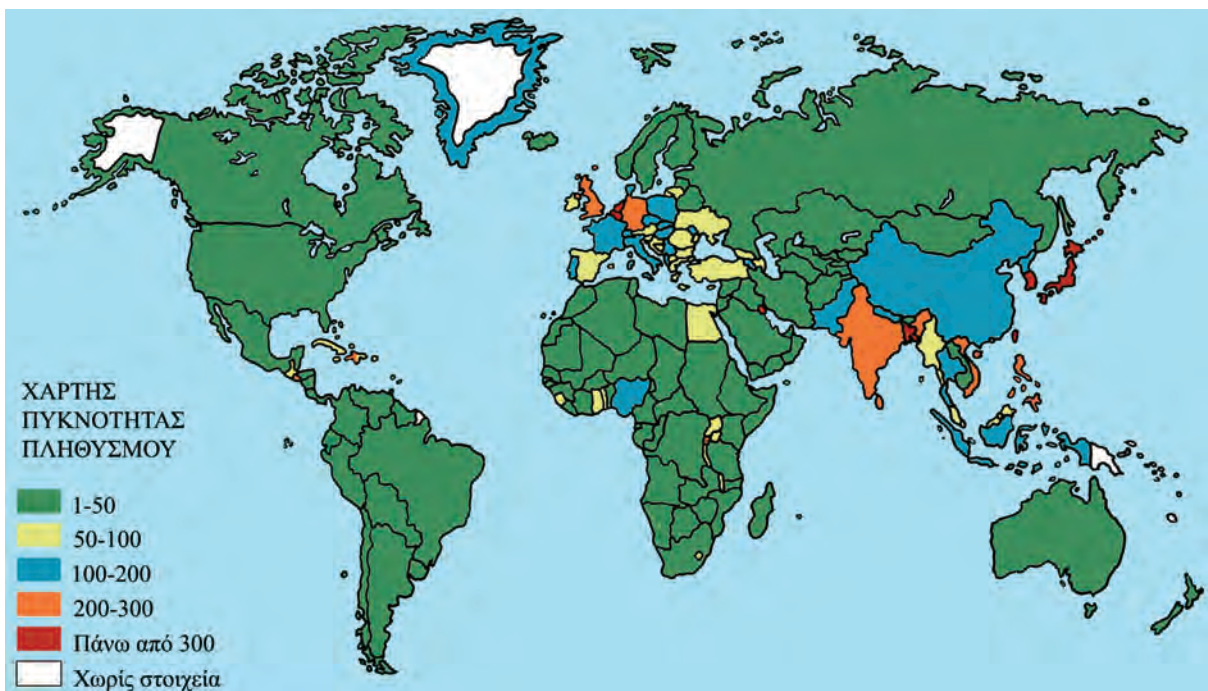 ΧΑΡΤΗΣ
ΠΥΚΝΟΤΗΤΑΣ
ΠΛΗΘΥΣΜΟΥ
1-50
50-100
100-200
200-300
Πάνω από 300
Χωρίς στοιχεία